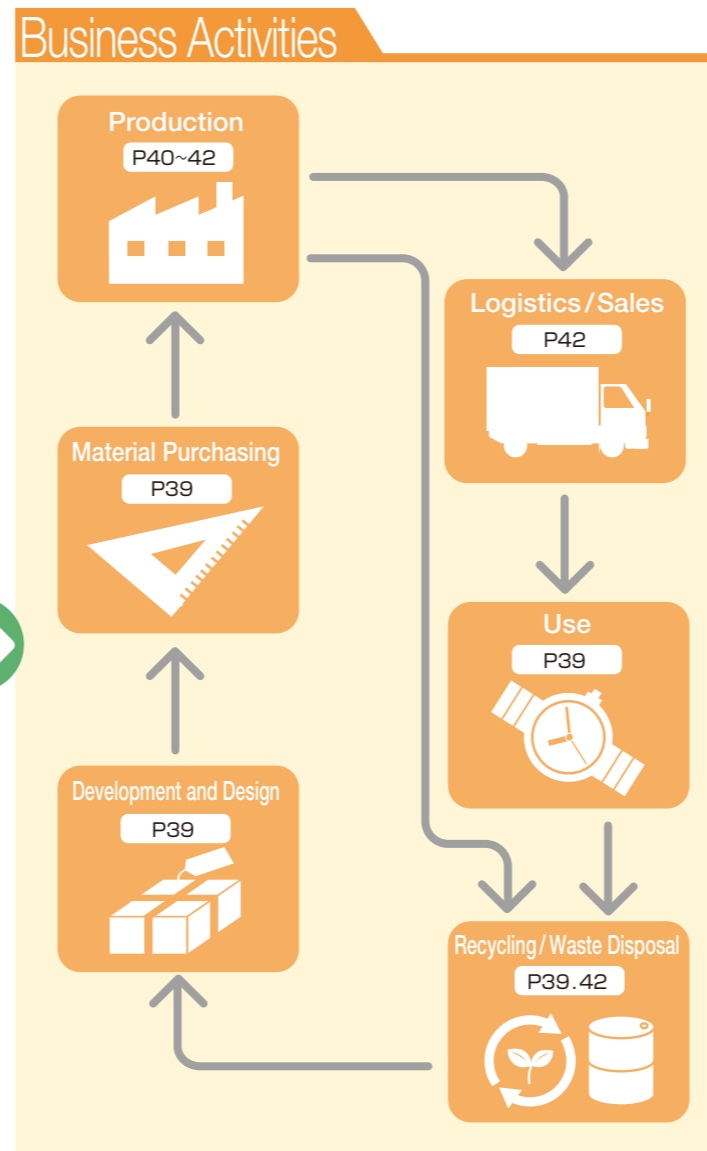 Business Activities
Production
P40~42
Logistics/Sales
P42
Material Purchasing
P39
Use
P39
Development and Design
P39
Recycling/Waste Disposal
P39.42